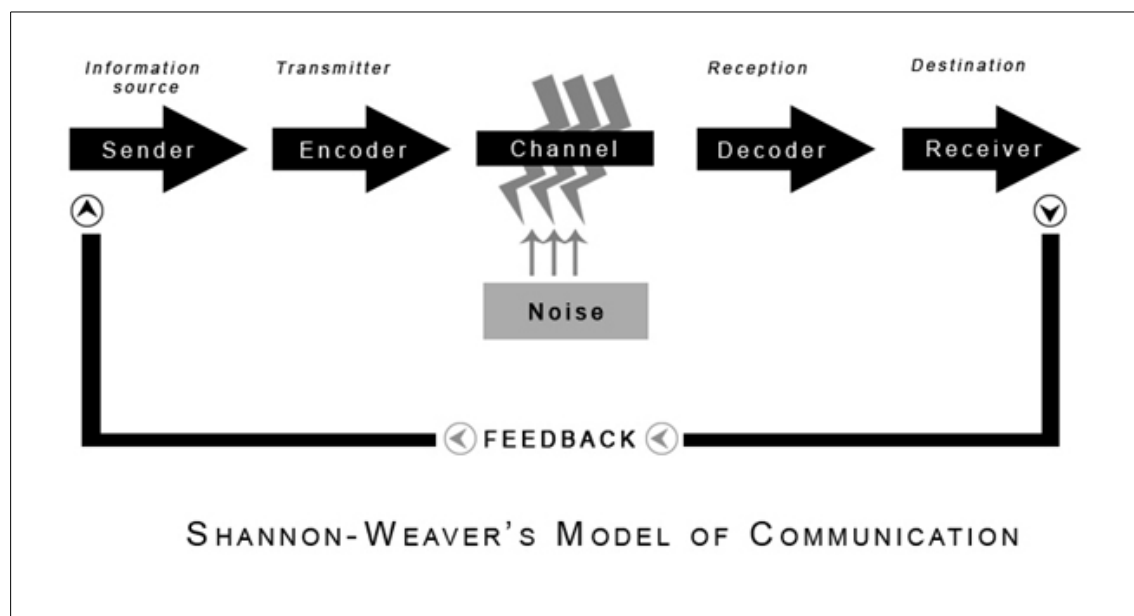 Information
source
Transmitter
Reception
Destination
Sender
Encoder
Channel
Decoder
Receiver
Noise
FEEDBACK
SHANNON-WEAVER'S MODEL OF COMMUNICATION